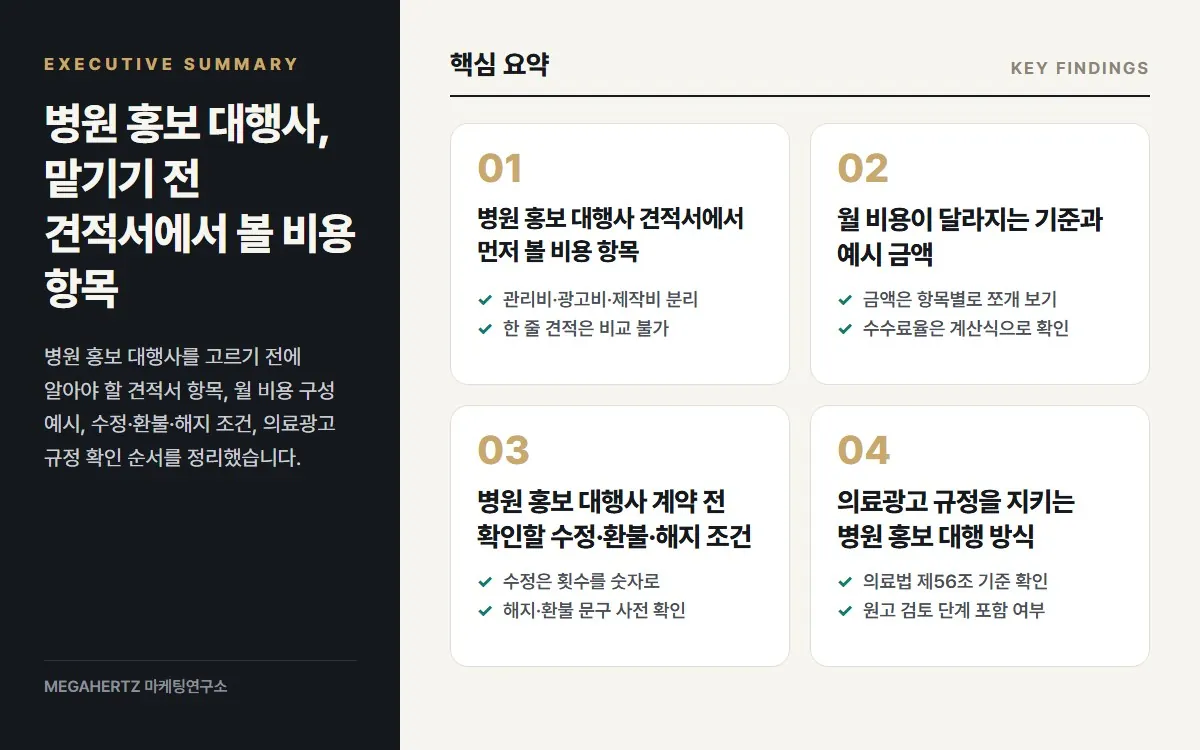 EXECUTIVE SUMMARY
병원 홍보 대행사,
맡기기 전
견적서에서 볼 비용
항목
병원 홍보 대행사를 고르기 전에
알아야 할 견적서 항목, 월 비용 구성
예시, 수정·환불·해지 조건, 의료광고
규정 확인 순서를 정리했습니다.
MEGAHERTZ 마케팅연구소
핵심 요약
KEY FINDINGS
01
병원 홍보 대행사 견적서에서
먼저 볼 비용 항목
관리비·광고비·제작비 분리
한 줄 견적은 비교 불가
02
월 비용이 달라지는 기준과
예시 금액
금액은 항목별로 쪼개 보기
수수료율은 계산식으로 확인
03
병원 홍보 대행사 계약 전
확인할 수정·환불·해지 조건
수정은 횟수를 숫자로
해지·환불 문구 사전 확인
04
의료광고 규정을 지키는
병원 홍보 대행 방식
의료법 제56조 기준 확인
원고 검토 단계 포함 여부